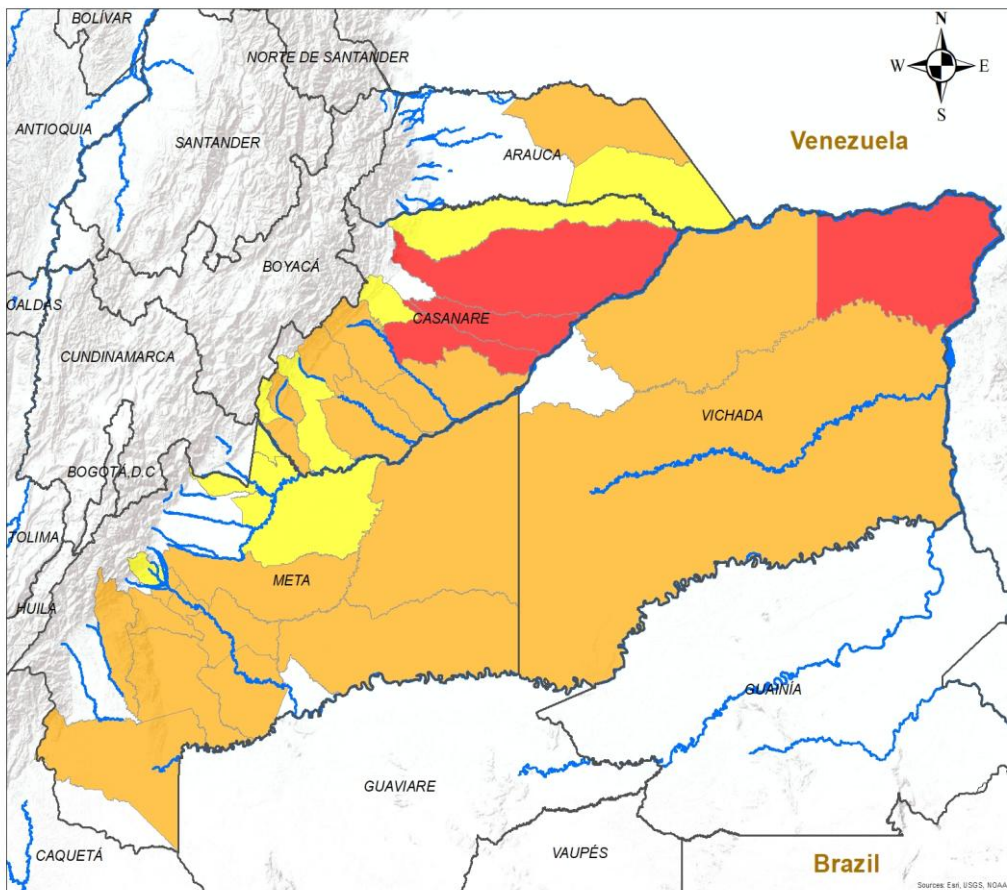 BOLÍVAR
N
NORTE DE SANTANDER
W E
S
ANTIOQUIA
SANTANDER
ARAUCA
Venezuela
BOYACÁ
CALDAS
CASANARE
CUNDINAMARCA
VICHADA
BOGOTÁ D.C
TOLIMA
META
HUILA
GUAINÍA
GUAVIARE
VAUPÉS
CAQUETÁ
Brazil
Sources: Esri, USGS, NOAA